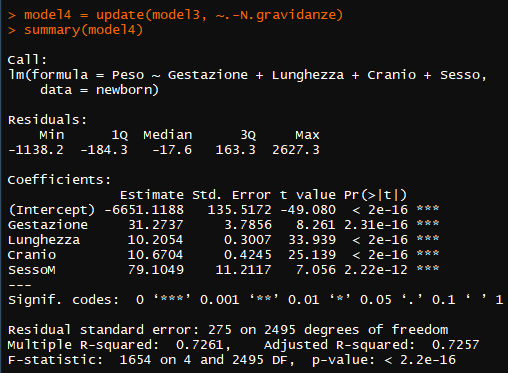 > model4 = update(model3, ~.-N.gravidanze)
> summary(model4)
Call:
lm(formula = Peso ~ Gestazione + Lunghezza + Cranio + Sesso,
    data = newborn)
Residuals:
    Min      1Q  Median      3Q     Max
-1138.2  -184.3   -17.6   163.3  2627.3
Coefficients:
              Estimate Std. Error t value Pr(>|t|)
(Intercept) -6651.1188   135.5172 -49.080  < 2e-16 ***
Gestazione     31.2737     3.7856   8.261 2.31e-16 ***
Lunghezza      10.2054     0.3007  33.939  < 2e-16 ***
Cranio         10.6704     0.4245  25.139  < 2e-16 ***
SessoM         79.1049    11.2117   7.056 2.22e-12 ***
---
Signif. codes:  0 ‘***’ 0.001 ‘**’ 0.01 ‘*’ 0.05 ‘.’ 0.1 ‘ ’ 1
Residual standard error: 275 on 2495 degrees of freedom
Multiple R-squared:  0.7261,	Adjusted R-squared:  0.7257
F-statistic:  1654 on 4 and 2495 DF,  p-value: < 2.2e-16